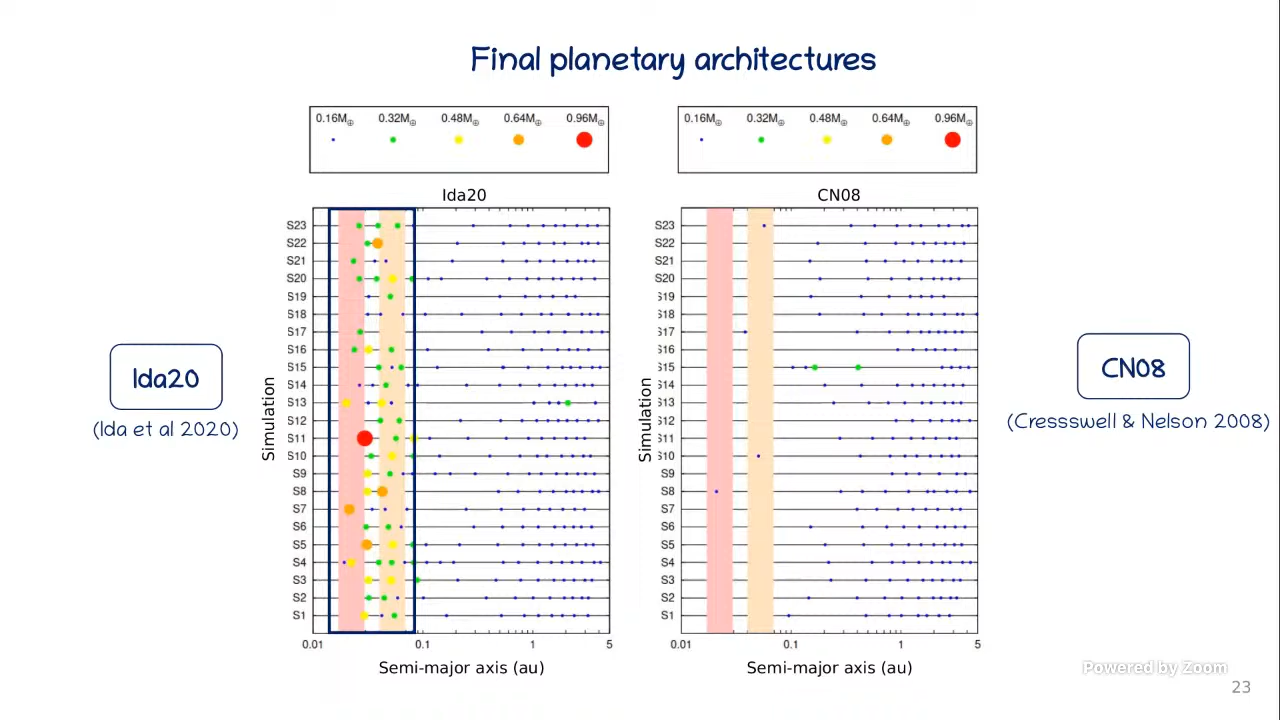 Final planetary architectures
0.16M⊕ 0.32M⊕ 0.48M⊕ 0.64M⊕ 0.96M⊕
0.16M⊕ 0.32M⊕ 0.48M⊕ 0.64M⊕ 0.96M⊕
Ida20
CN08
S23
S22
S21
S20
S19
S18
S17
S16
S15
S14
S13
S12
S11
S10
S9
S8
S7
S6
S5
S4
S3
S2
S1
Simulation
0.01 0.1 1 5
Semi-major axis (au)
S23
S22
S21
S20
S19
S18
S17
S16
S15
S14
S13
S12
S11
S10
S9
S8
S7
S6
S5
S4
S3
S2
S1
Simulation
0.01 0.1 1 5
Semi-major axis (au)
Ida20
(Ida et al 2020)
CN08
(Cressswell & Nelson 2008)
Powered by Zoom
23